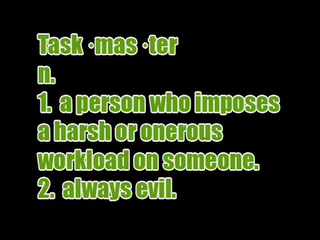 Task ·mas ·ter
n.
1.  a person who imposes
a harsh or onerous
workload on someone.
2.  always evil.